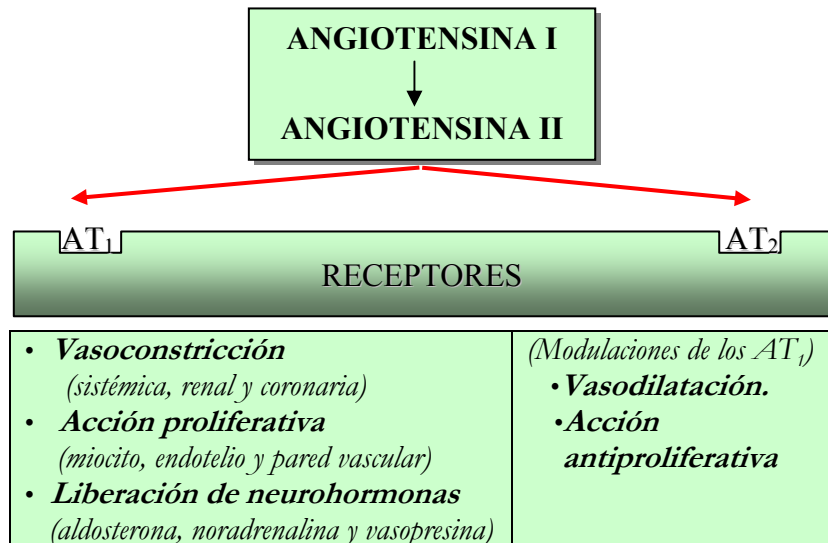 ANGIOTENSINA I
ANGIOTENSINA II
AT₁ AT₂
RECEPTORES
• Vasoconstricción
(sistémica, renal y coronaria)
• Acción proliferativa
(miocito, endotelio y pared vascular)
• Liberación de neurohormonas
(aldosterona, noradrenalina y vasopresina)
(Modulaciones de los AT₁)
•Vasodilatación.
•Acción
antiproliferativa